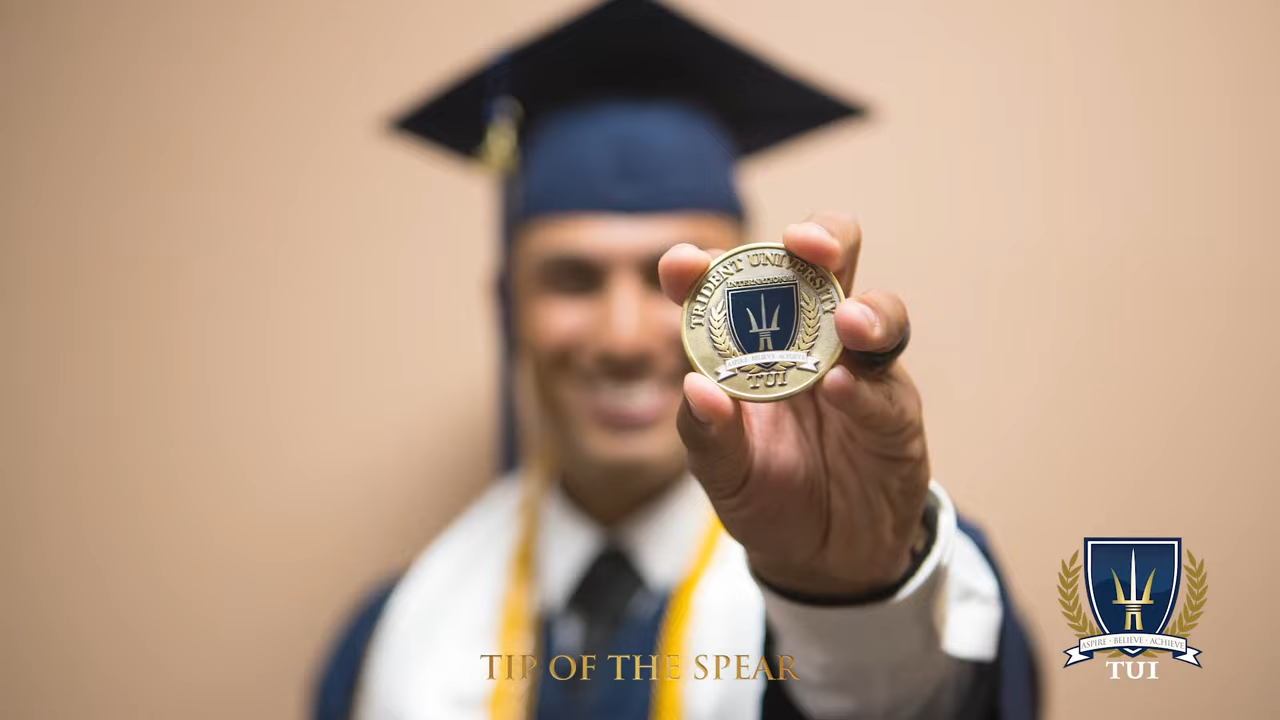 TRIDENT UNIVERSITY
INTERNATIONAL
ASPIRE · BELIEVE · ACHIEVE
TUI
TIP OF THE SPEAR
ASPIRE · BELIEVE · ACHIEVE
TUI